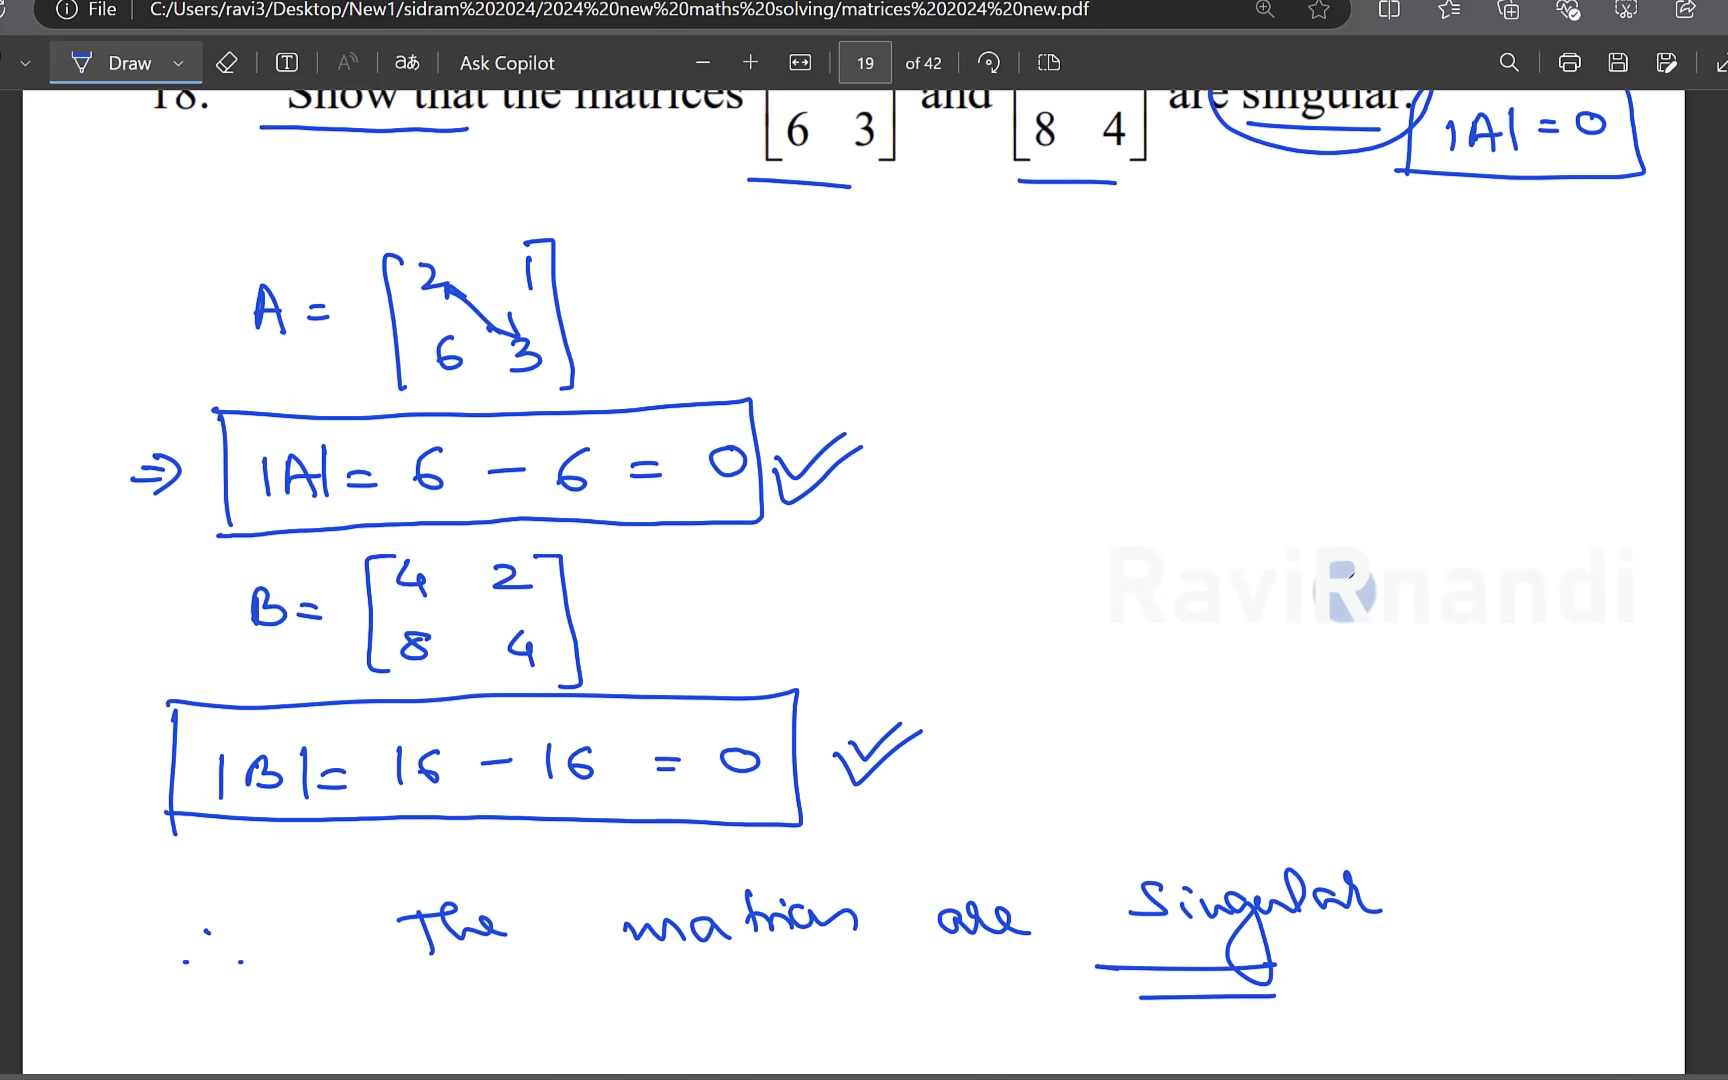 File C:/Users/ravi3/Desktop/New1/sidram%202024/2024%20new%20maths%20solving/matrices%202024%20new.pdf
Draw Ask Copilot 19 of 42
18. Show that the matrices [6 3] and [8 4] are singular. |A| = 0
A = [2 1
6 3]
⇒ |A| = 6 - 6 = 0
B = [4 2
8 4]
RaviRnandi
|B| = 16 - 16 = 0
∴ The matrices are Singular